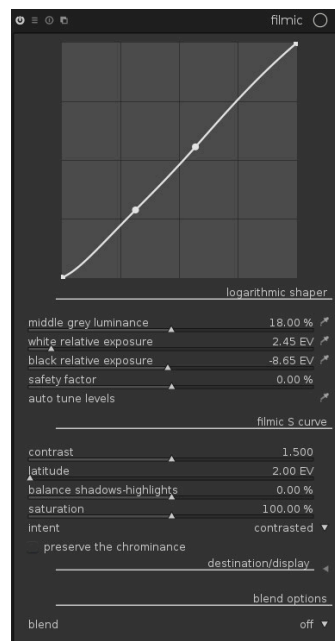 filmic
logarithmic shaper
middle grey luminance 18.00 %
white relative exposure 2.45 EV
black relative exposure -8.65 EV
safety factor 0.00 %
auto tune levels
filmic S curve
contrast 1.500
latitude 2.00 EV
balance shadows-highlights 0.00 %
saturation 100.00 %
intent contrasted
preserve the chrominance
destination/display
blend options
blend off